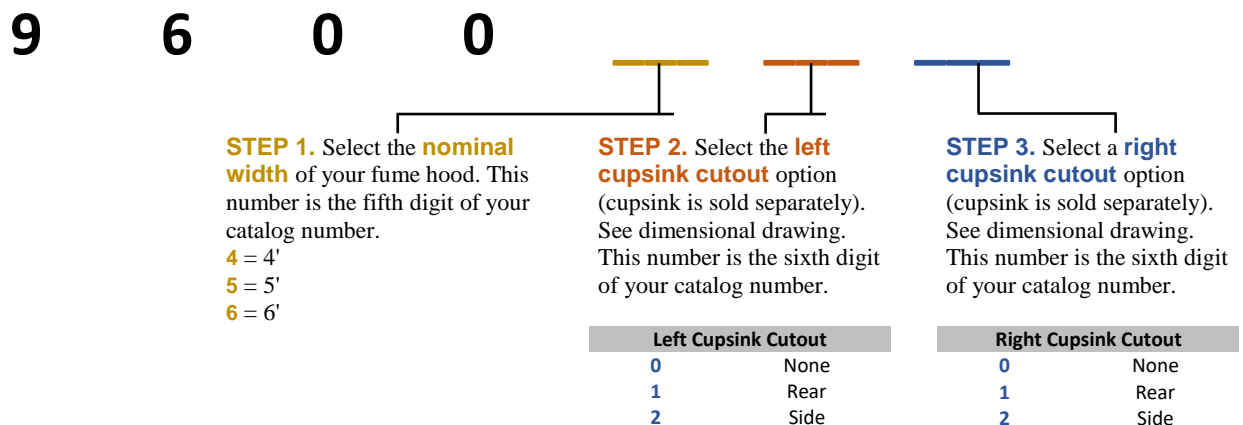 9 6 0 0
STEP 1. Select the nominal
width of your fume hood. This
number is the fifth digit of your
catalog number.
4 = 4'
5 = 5'
6 = 6'
STEP 2. Select the left
cupsink cutout option
(cupsink is sold separately).
See dimensional drawing.
This number is the sixth digit
of your catalog number.
Left Cupsink Cutout
0 None
1 Rear
2 Side
STEP 3. Select a right
cupsink cutout option
(cupsink is sold separately).
See dimensional drawing.
This number is the sixth digit
of your catalog number.
Right Cupsink Cutout
0 None
1 Rear
2 Side